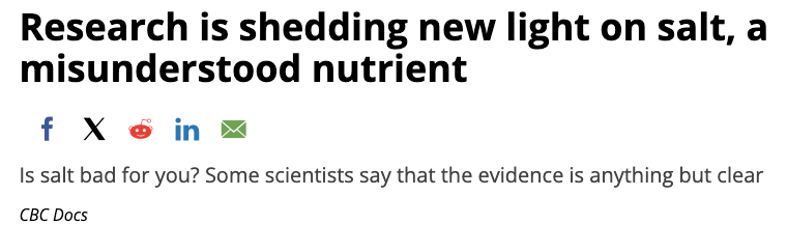 Research is shedding new light on salt, a
misunderstood nutrient
f X in
Is salt bad for you? Some scientists say that the evidence is anything but clear
CBC Docs